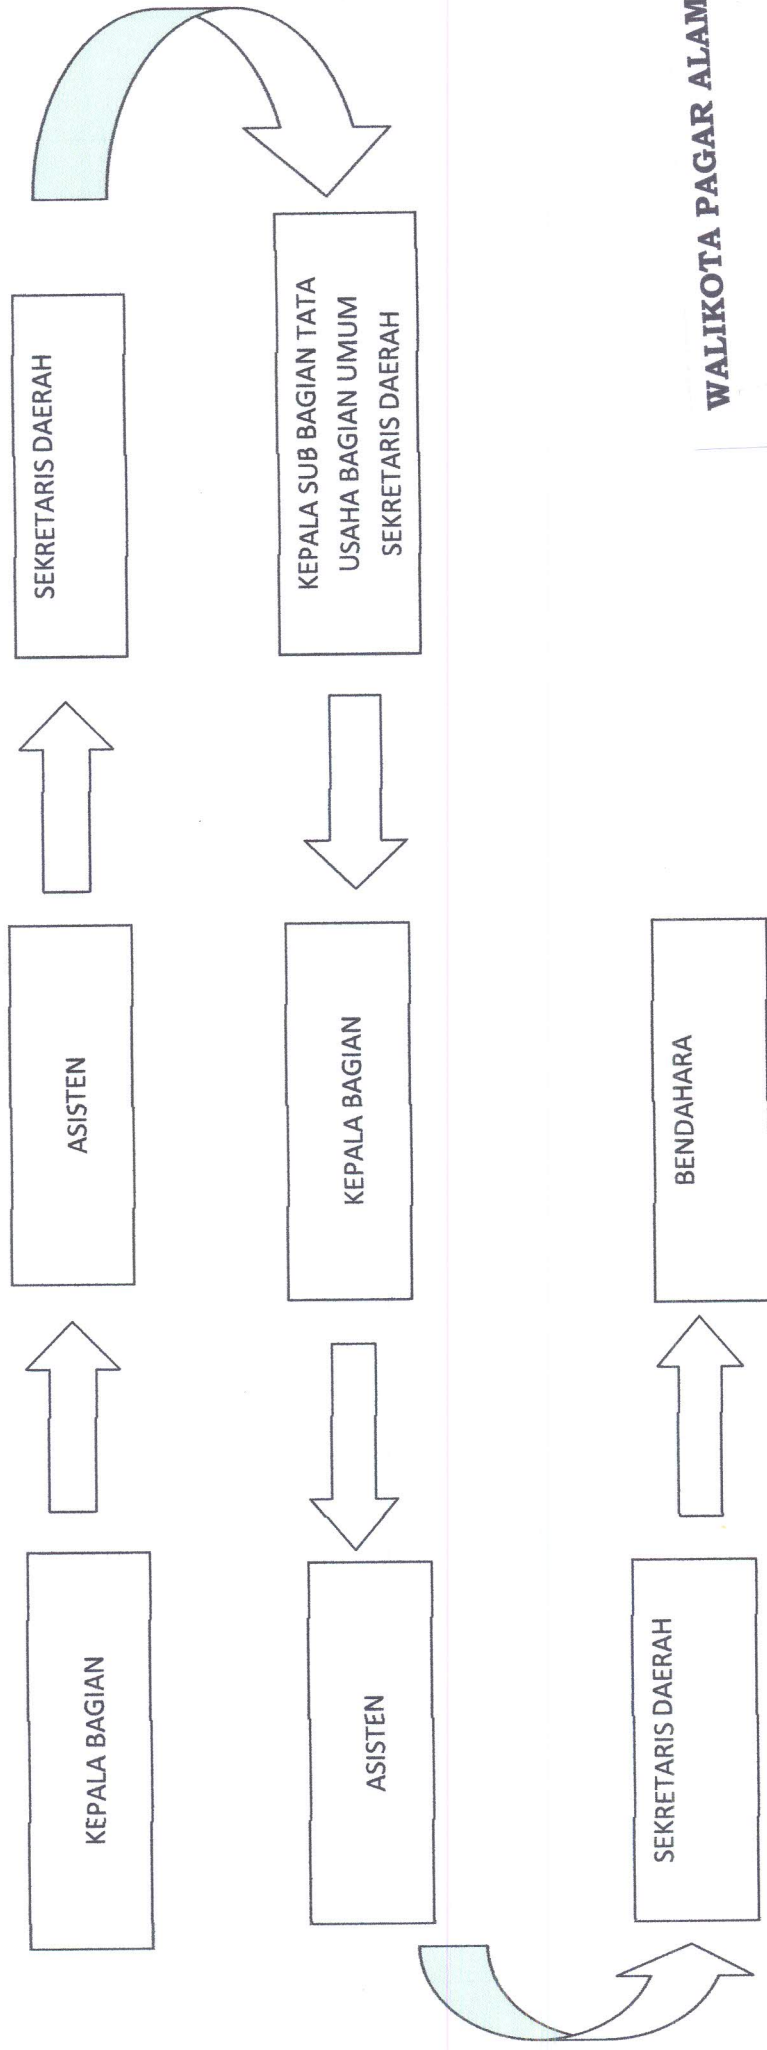 KEPALA BAGIAN
ASISTEN
SEKRETARIS DAERAH
KEPALA SUB BAGIAN TATA
USAHA BAGIAN UMUM
SEKRETARIS DAERAH
KEPALA BAGIAN
ASISTEN
SEKRETARIS DAERAH
BENDAHARA
WALIKOTA PAGAR ALAM